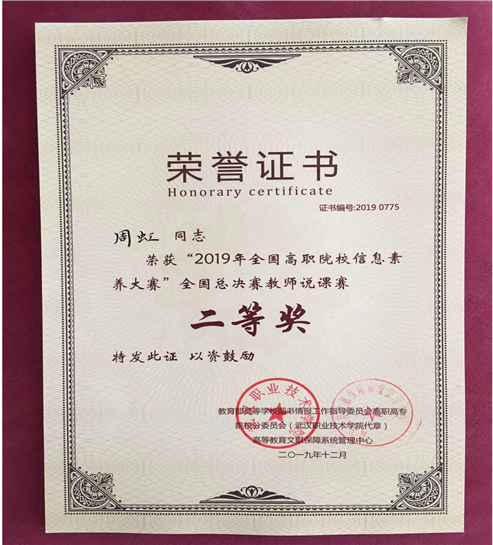 荣誉证书
Honorary certificate
证书编号:2019 0775
周虹 同志
荣获“2019年全国高职院校信息素
养大赛”全国总决赛教师说课赛
二等奖
特发此证 以资鼓励
教育部高等学校图书情报工作指导委员会高职高专
院校分委员会（武汉职业技术学院代章）
高等教育文献保障系统管理中心
二〇一九年十二月